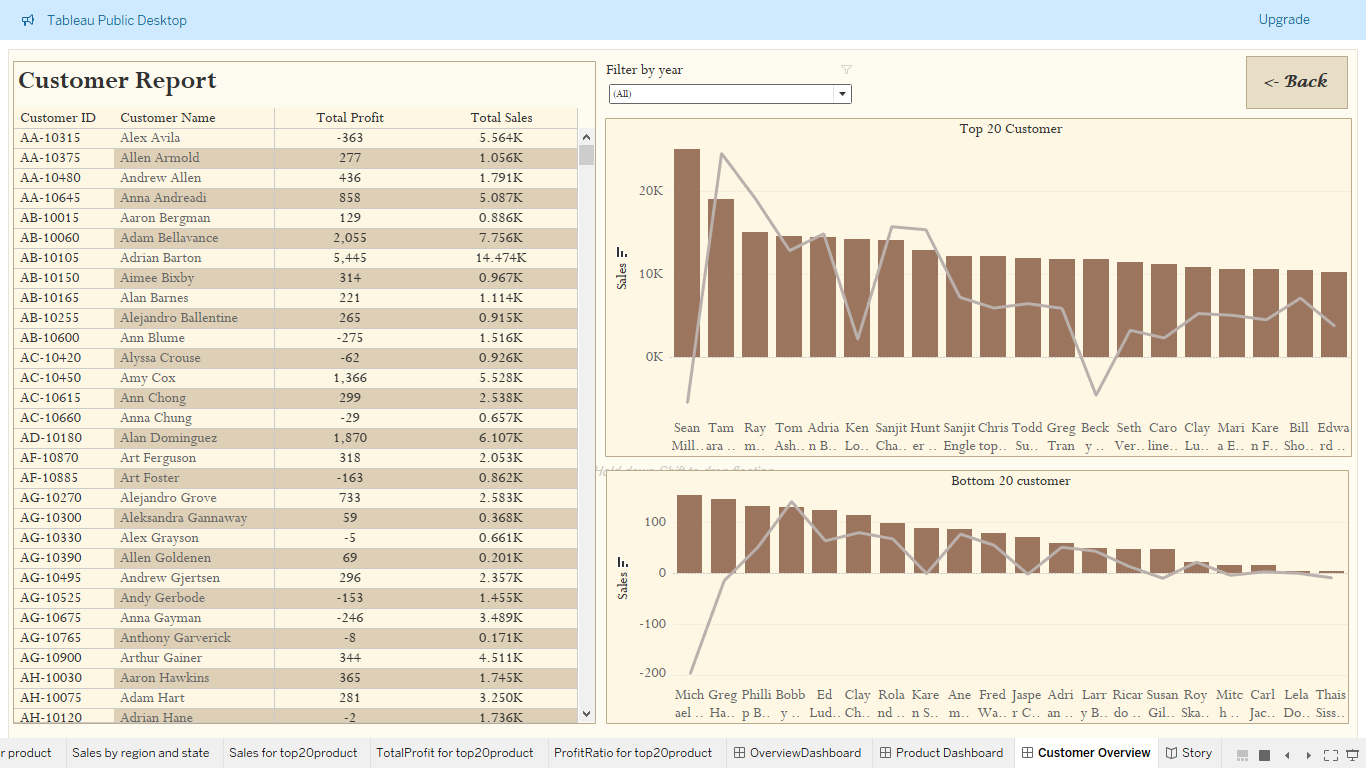 Tableau Public Desktop
Upgrade
Customer Report
Customer ID Customer Name Total Profit Total Sales
AA-10315 Alex Avila -363 5.564K
AA-10375 Allen Armold 277 1.056K
AA-10480 Andrew Allen 436 1.791K
AA-10645 Anna Andreadi 858 5.087K
AB-10015 Aaron Bergman 129 0.886K
AB-10060 Adam Bellavance 2,055 7.756K
AB-10105 Adrian Barton 5,445 14.474K
AB-10150 Aimee Bixby 314 0.967K
AB-10165 Alan Barnes 221 1.114K
AB-10255 Alejandro Ballentine 265 0.915K
AB-10600 Ann Blume -275 1.516K
AC-10420 Alyssa Crouse -62 0.926K
AC-10450 Amy Cox 1,366 5.528K
AC-10615 Ann Chong 299 2.538K
AC-10660 Anna Chung -29 0.657K
AD-10180 Alan Dominguez 1,870 6.107K
AF-10870 Art Ferguson 318 2.053K
AF-10885 Art Foster -163 0.862K
AG-10270 Alejandro Grove 733 2.583K
AG-10300 Aleksandra Gannaway 59 0.368K
AG-10330 Alex Grayson -5 0.661K
AG-10390 Allen Goldenen 69 0.201K
AG-10495 Andrew Gjertsen 296 2.357K
AG-10525 Andy Gerbode -153 1.455K
AG-10675 Anna Gayman -246 3.489K
AG-10765 Anthony Garverick -8 0.171K
AG-10900 Arthur Gainer 344 4.511K
AH-10030 Aaron Hawkins 365 1.745K
AH-10075 Adam Hart 281 3.250K
AH-10120 Adrian Hane -2 1.736K
Filter by year
(All)
<- Back
Top 20 Customer
20K
10K
0K
Sales
Sean Tam Ray Tom Adria Ken Sanjit Hunt Sanjit Chris Todd Greg Beck Seth Caro Clay Mari Kare Bill Edwa
Mill.. ara .. m.. Ash.. n B.. Lo.. Cha.. er .. Engle top.. Su.. Tran y .. Ver.. line.. Lu.. a E.. n F.. Sho.. rd ..
Bottom 20 customer
100
0
-100
-200
Sales
Mich Greg Philli Bobb Ed Clay Rola Kare Ane Fred Jaspe Adri Larr Ricar Susan Roy Mitc Carl Lela Thais
ael .. Ha.. p B.. y .. Lud.. Ch.. nd .. n S.. m.. Wa.. r C.. an .. y B.. do .. Gil.. Ska.. h .. Jac.. Do.. Siss..
r product Sales by region and state Sales for top20product TotalProfit for top20product ProfitRatio for top20product OverviewDashboard Product Dashboard Customer Overview Story